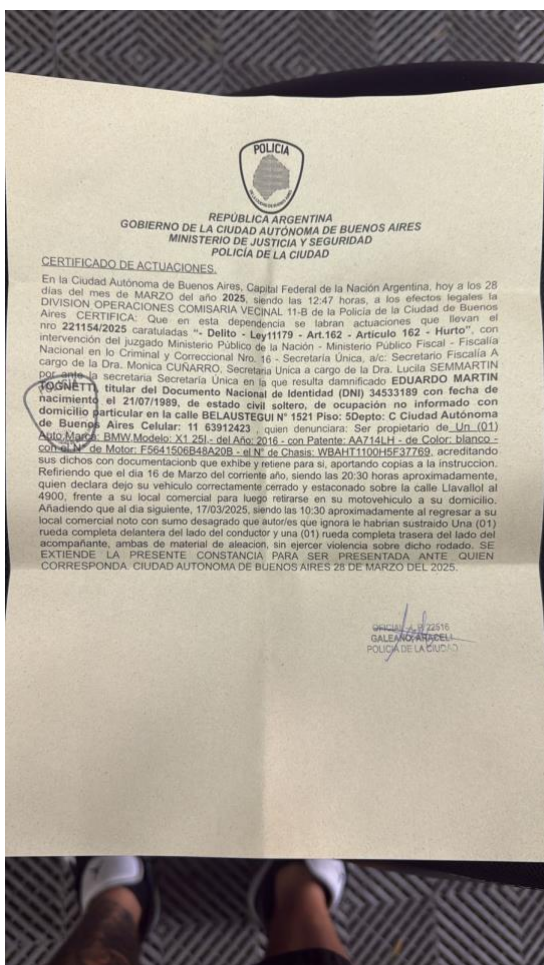 POLICIA
REPÚBLICA ARGENTINA
GOBIERNO DE LA CIUDAD AUTÓNOMA DE BUENOS AIRES
MINISTERIO DE JUSTICIA Y SEGURIDAD
POLICÍA DE LA CIUDAD
CERTIFICADO DE ACTUACIONES.
En la Ciudad Autónoma de Buenos Aires, Capital Federal de la Nación Argentina, hoy a los 28
días del mes de MARZO del año 2025, siendo las 12:47 horas, a los efectos legales la
DIVISION OPERACIONES COMISARIA VECINAL 11-B de la Policía de la Ciudad de Buenos
Aires CERTIFICA: Que en esta dependencia se labran actuaciones que llevan el
nro 221154/2025 caratuladas "- Delito - Ley11179 - Art.162 - Articulo 162 - Hurto", con
intervención del juzgado Ministerio Público de la Nación - Ministerio Público Fiscal - Fiscalía
Nacional en lo Criminal y Correccional Nro. 16 - Secretaría Única, a/c: Secretario Fiscalía A
cargo de la Dra. Monica CUÑARRO, Secretaria Unica a cargo de la Dra. Lucila SEMMARTIN
por ante la secretaria Secretaría Única en la que resulta damnificado EDUARDO MARTIN
TOGNETTI, titular del Documento Nacional de Identidad (DNI) 34533189 con fecha de
nacimiento el 21/07/1989, de estado civil soltero, de ocupación no informado con
domicilio particular en la calle BELAUSTEGUI N° 1521 Piso: 5Depto: C Ciudad Autónoma
de Buenos Aires Celular: 11 63912423 , quien denunciara: Ser propietario de Un (01)
Apto.Marca: BMW Modelo: X1 25I.- del Año: 2016 - con Patente: AA714LH - de Color: blanco -
con el N° de Motor: F5641506B48A20B - el N° de Chasis: WBAHT1100H5F37769, acreditando
sus dichos con documentacionb que exhibe y retiene para si, aportando copias a la instruccion.
Refiriendo que el dia 16 de Marzo del corriente año, siendo las 20:30 horas aproximadamente,
quien declara dejo su vehiculo correctamente cerrado y estaconado sobre la calle Llavallol al
4900, frente a su local comercial para luego retirarse en su motovehiculo a su domicilio.
Añadiendo que al dia siguiente, 17/03/2025, siendo las 10:30 aproximadamente al regresar a su
local comercial noto con sumo desagrado que autor/es que ignora le habrian sustraido Una (01)
rueda completa delantera del lado del conductor y una (01) rueda completa trasera del lado del
acompañante, ambas de material de aleacion, sin ejercer violencia sobre dicho rodado. SE
EXTIENDE LA PRESENTE CONSTANCIA PARA SER PRESENTADA ANTE QUIEN
CORRESPONDA. CIUDAD AUTONOMA DE BUENOS AIRES 28 DE MARZO DEL 2025.
22516
GALEANO ARACELI
POLICÍA DE LA CIUDAD